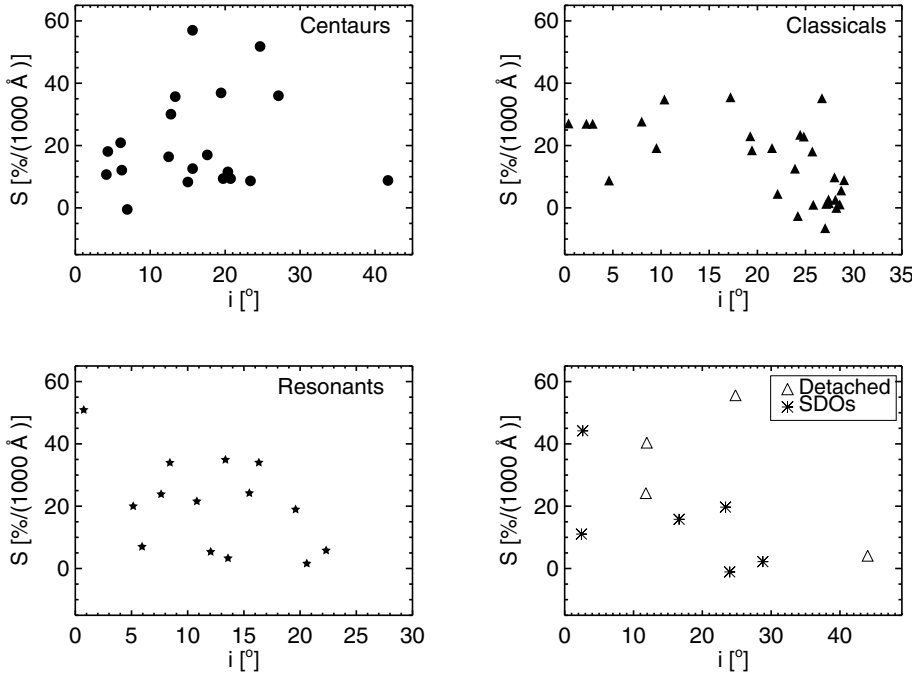 Centaurs
60
40
20
0
S [%/(1000 Å )]
0 10 20 30 40
i [°]
Classicals
60
40
20
0
S [%/(1000 Å )]
0 5 10 15 20 25 30 35
i [°]
Resonants
60
40
20
0
S [%/(1000 Å )]
0 5 10 15 20 25 30
i [°]
Detached
SDOs
60
40
20
0
S [%/(1000 Å )]
0 10 20 30 40
i [°]